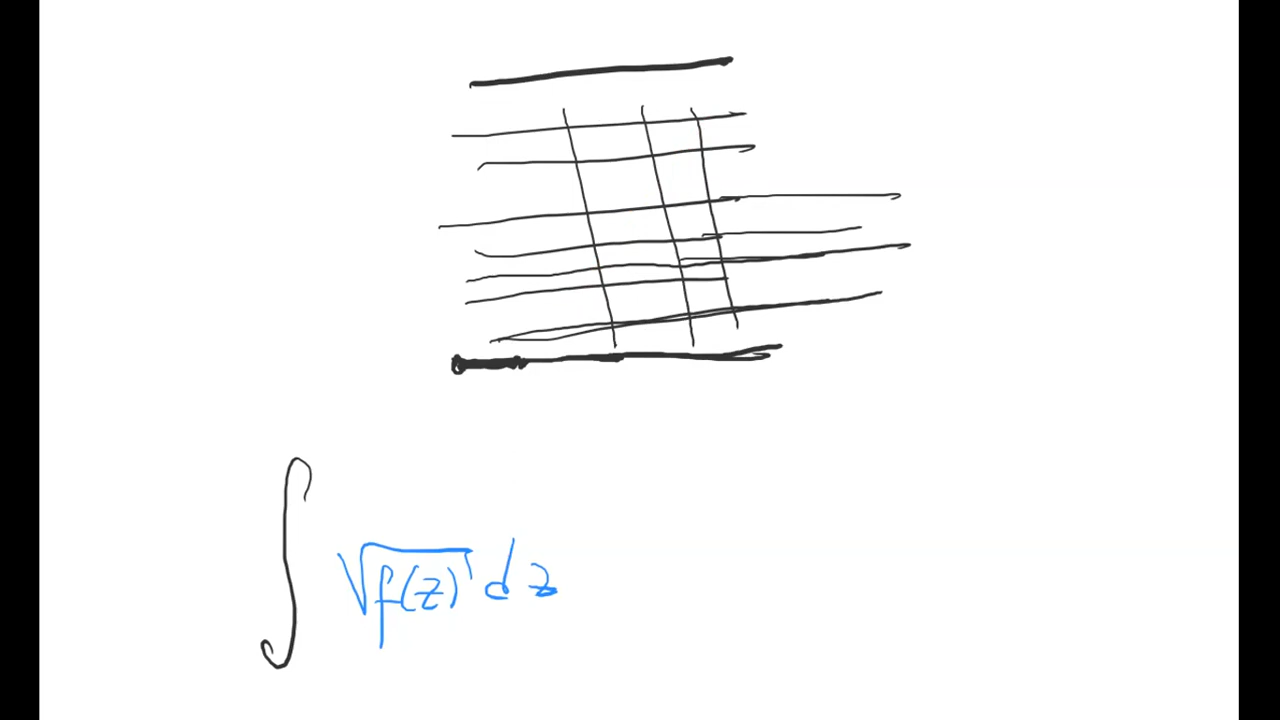 ∫ √f(z) dz